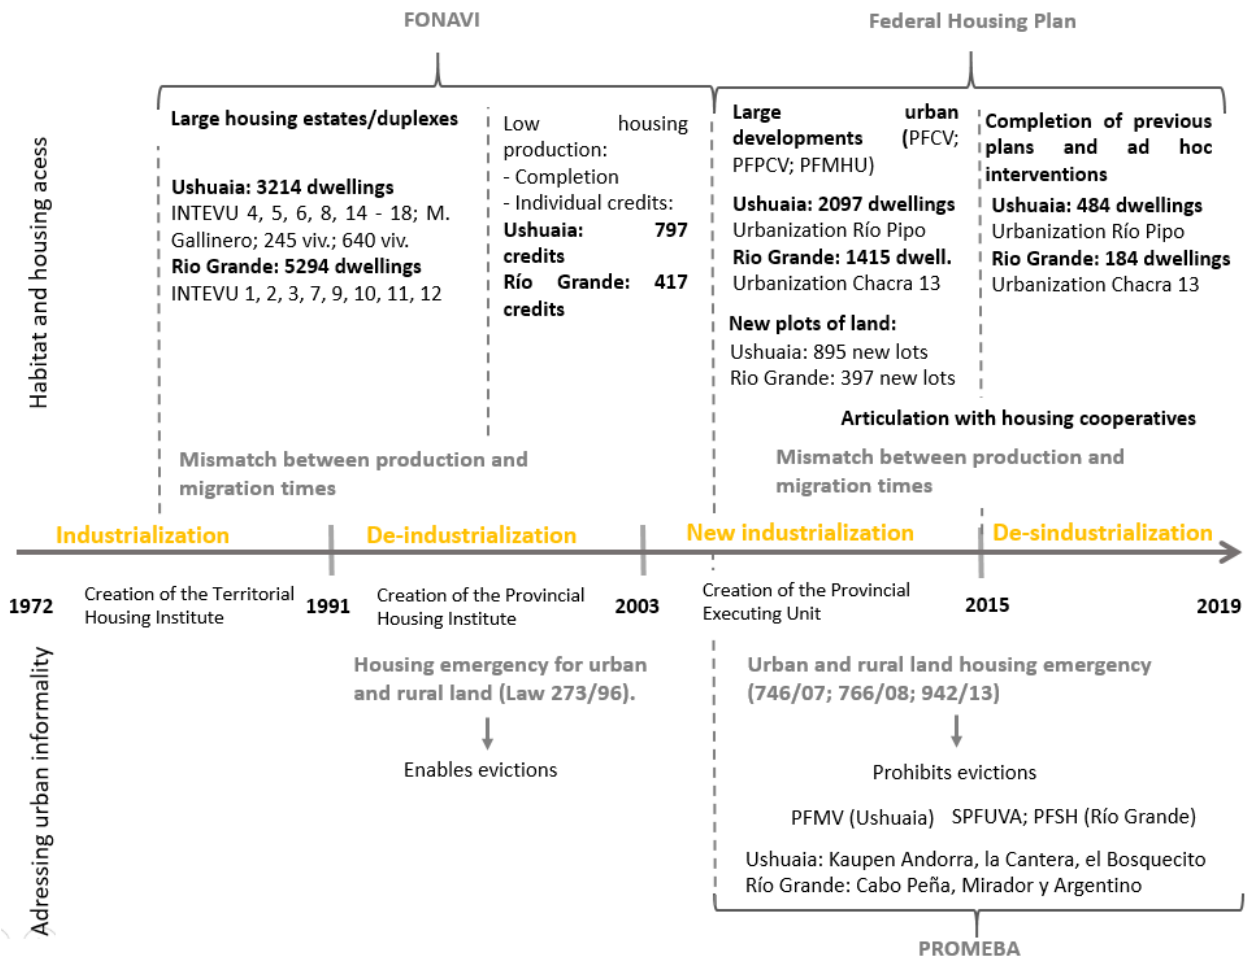 FONAVI
Federal Housing Plan
Habitat and housing acess
Large housing estates/duplexes
Ushuaia: 3214 dwellings
INTEVU 4, 5, 6, 8, 14 - 18; M.
Gallinero; 245 viv.; 640 viv.
Rio Grande: 5294 dwellings
INTEVU 1, 2, 3, 7, 9, 10, 11, 12
Low housing
production:
- Completion
- Individual credits:
Ushuaia: 797
credits
Río Grande: 417
credits
Large urban
developments (PFCV;
PFPCV; PFMHU)
Ushuaia: 2097 dwellings
Urbanization Río Pipo
Rio Grande: 1415 dwell.
Urbanization Chacra 13
New plots of land:
Ushuaia: 895 new lots
Rio Grande: 397 new lots
Completion of previous
plans and ad hoc
interventions
Ushuaia: 484 dwellings
Urbanization Río Pipo
Rio Grande: 184 dwellings
Urbanization Chacra 13
Articulation with housing cooperatives
Mismatch between production and
migration times
Mismatch between production and
migration times
Industrialization
De-industrialization
New industrialization
De-sindustrialization
1972
Creation of the Territorial
Housing Institute
1991
Creation of the Provincial
Housing Institute
2003
Creation of the Provincial
Executing Unit
2015
2019
Adressing urban informality
Housing emergency for urban
and rural land (Law 273/96).
Enables evictions
Urban and rural land housing emergency
(746/07; 766/08; 942/13)
Prohibits evictions
PFMV (Ushuaia) SPFUVA; PFSH (Río Grande)
Ushuaia: Kaupen Andorra, la Cantera, el Bosquecito
Río Grande: Cabo Peña, Mirador y Argentino
PROMEBA